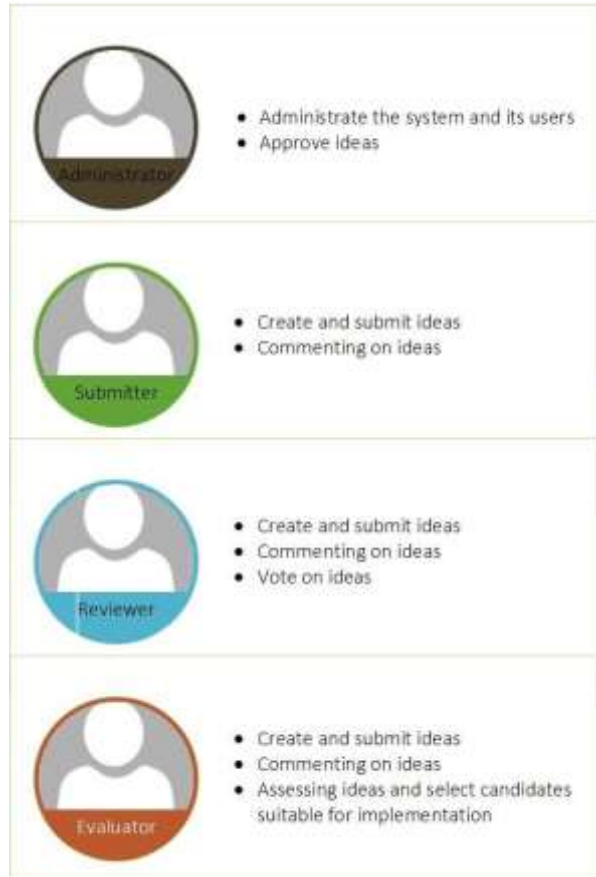 Administrator
● Administrate the system and its users
● Approve ideas
Submitter
● Create and submit ideas
● Commenting on ideas
Reviewer
● Create and submit ideas
● Commenting on ideas
● Vote on ideas
Evaluator
● Create and submit ideas
● Commenting on ideas
● Assessing ideas and select candidates
suitable for implementation